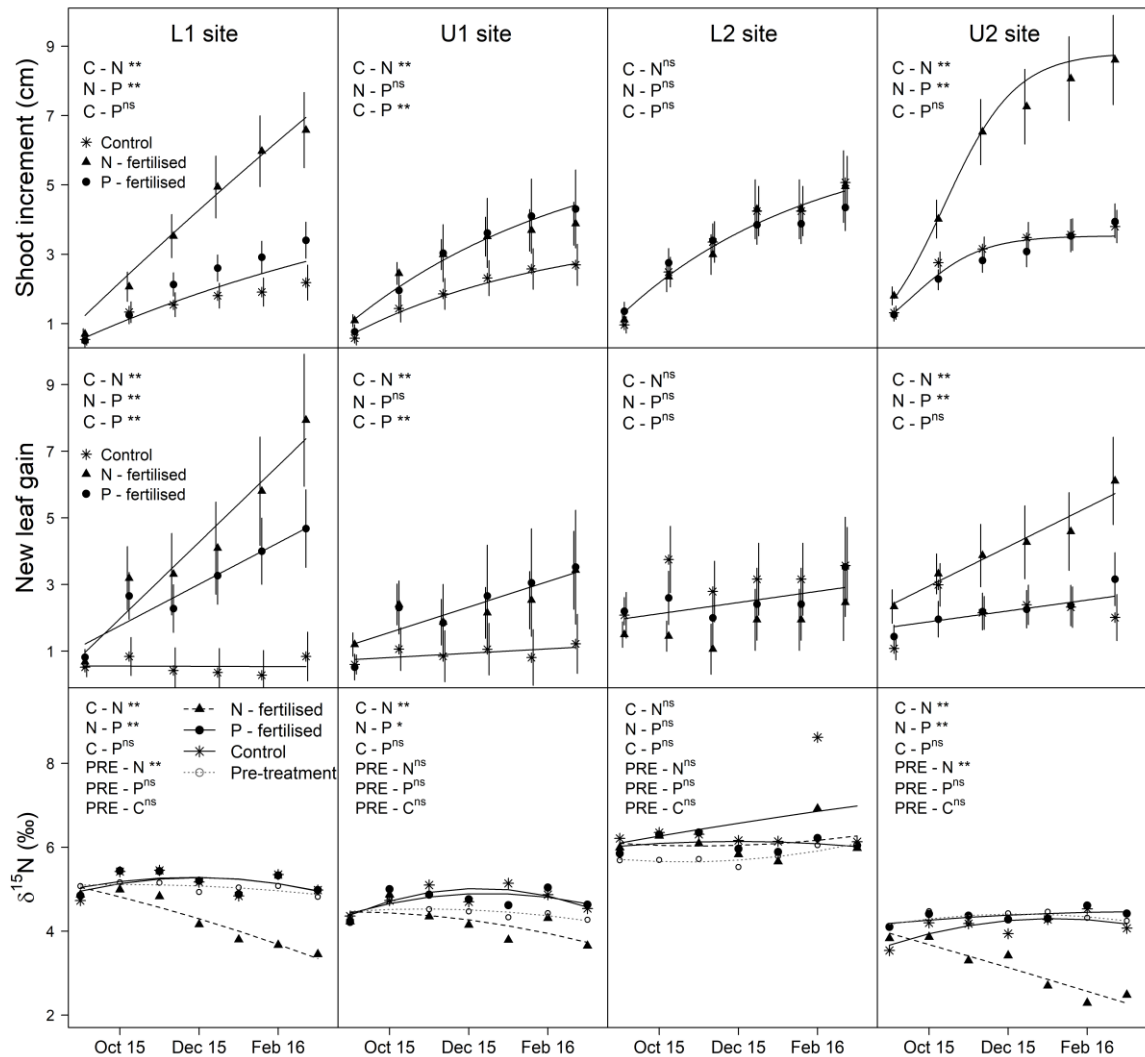 L1 site U1 site L2 site U2 site
Shoot increment (cm)
9
7
5
3
1
C - N **
N - P **
C - P ns
Control
N - fertilised
P - fertilised
C - N **
N - P ns
C - P **
C - N ns
N - P ns
C - P ns
C - N **
N - P **
C - P ns
New leaf gain
9
7
5
3
1
C - N **
N - P **
C - P **
Control
N - fertilised
P - fertilised
C - N **
N - P ns
C - P **
C - N ns
N - P ns
C - P ns
C - N **
N - P **
C - P ns
δ15N (‰)
8
6
4
2
C - N **
N - P **
C - P ns
PRE - N **
PRE - P ns
PRE - C ns
N - fertilised
P - fertilised
Control
Pre-treatment
C - N **
N - P *
C - P ns
PRE - N ns
PRE - P ns
PRE - C ns
C - N ns
N - P ns
C - P ns
PRE - N ns
PRE - P ns
PRE - C ns
C - N **
N - P **
C - P ns
PRE - N **
PRE - P ns
PRE - C ns
Oct 15 Dec 15 Feb 16 Oct 15 Dec 15 Feb 16 Oct 15 Dec 15 Feb 16 Oct 15 Dec 15 Feb 16